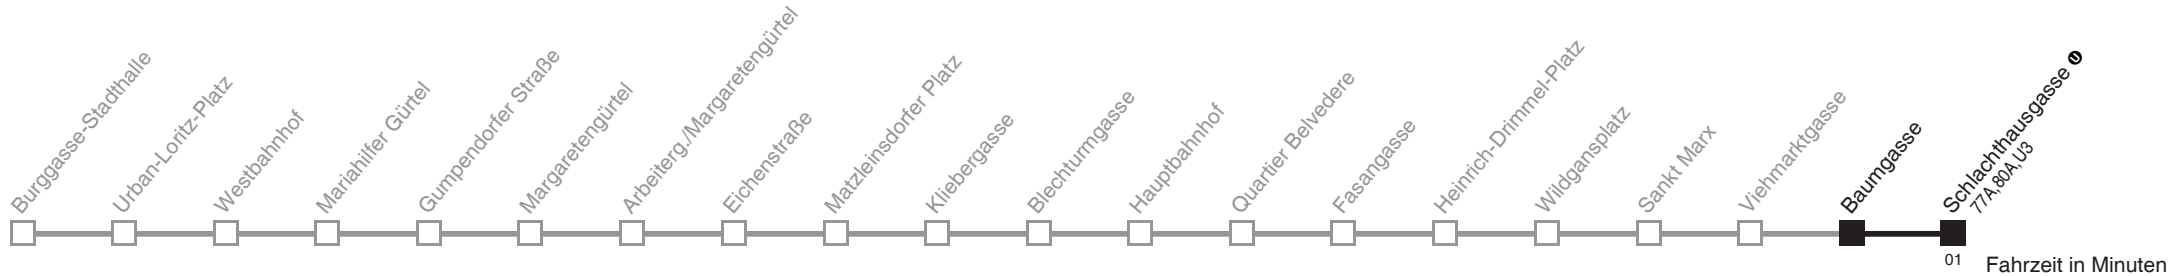 Burggasse-Stadthalle
Urban-Loritz-Platz
Westbahnhof
Mariahilfer Gürtel
Gumpendorfer Straße
Margaretengürtel
Arbeiterg./Margaretengürtel
Eichenstraße
Matzleinsdorfer Platz
Kliebergasse
Blechturmgasse
Hauptbahnhof
Quartier Belvedere
Fasangasse
Heinrich-Drimmel-Platz
Wildgansplatz
Sankt Marx
Viehmarktgasse
Baumgasse
Schlachthausgasse U
77A,80A,U3
01
Fahrzeit in Minuten